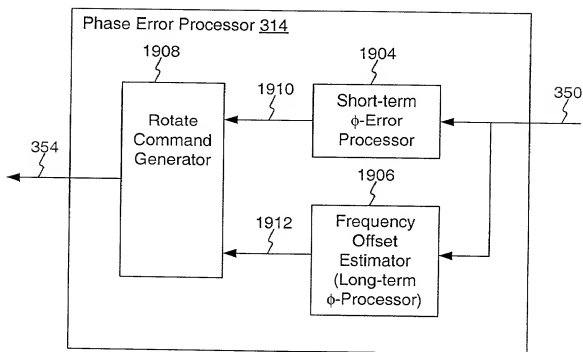 Phase Error Processor 314
1908
1904
1910
350
Rotate
Command
Generator
Short-term
ϕ-Error
Processor
354
1906
1912
Frequency
Offset
Estimator
(Long-term
ϕ-Processor)